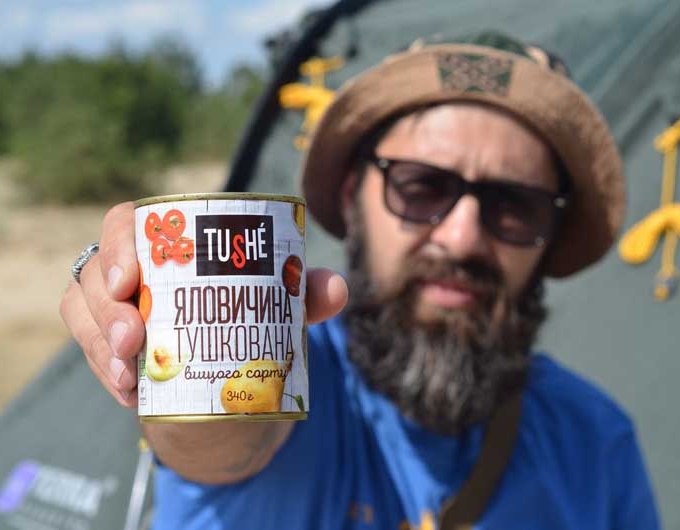 TUSHÉ
ЯЛОВИЧИНА
ТУШКОВАНА
вищого сорту
340г